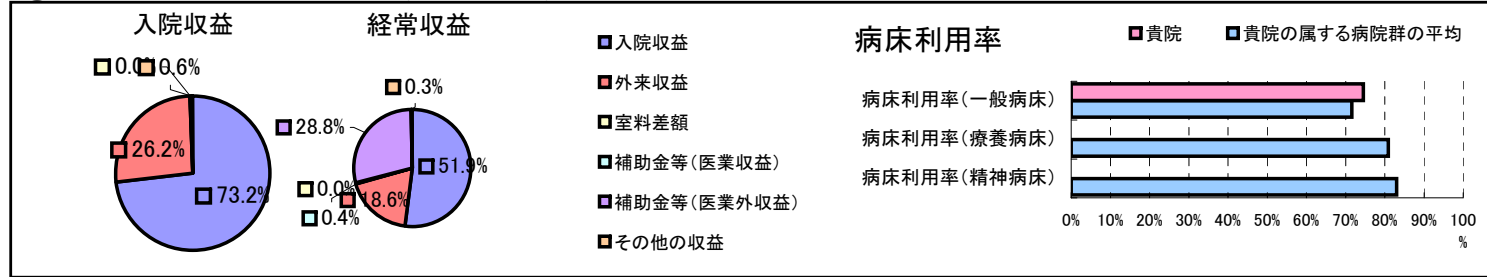 入院収益
0.0%
0.6%
26.2%
73.2%
経常収益
0.3%
28.8%
51.9%
0.0%
18.6%
0.4%
入院収益
外来収益
室料差額
補助金等(医業収益)
補助金等(医業外収益)
その他の収益
病床利用率
貴院
貴院の属する病院群の平均
病床利用率(一般病床)
病床利用率(療養病床)
病床利用率(精神病床)
0% 10% 20% 30% 40% 50% 60% 70% 80% 90% 100
%